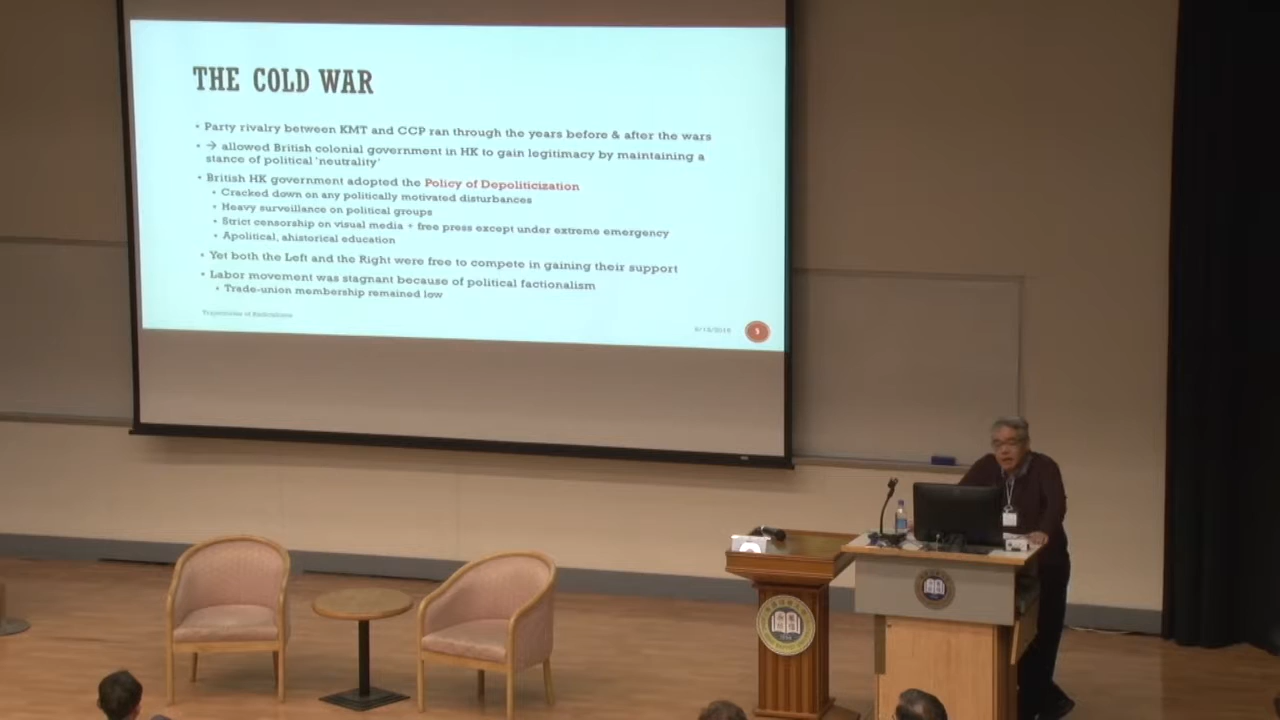 THE COLD WAR
• Party rivalry between KMT and CCP ran through the years before & after the wars
• → allowed British colonial government in HK to gain legitimacy by maintaining a
stance of political 'neutrality'
• British HK government adopted the Policy of Depoliticization
• Cracked down on any politically motivated disturbances
• Heavy surveillance on political groups
• Strict censorship on visual media + free press except under extreme emergency
• Apolitical, ahistorical education
• Yet both the Left and the Right were free to compete in gaining their support
• Labor movement was stagnant because of political factionalism
• Trade-union membership remained low